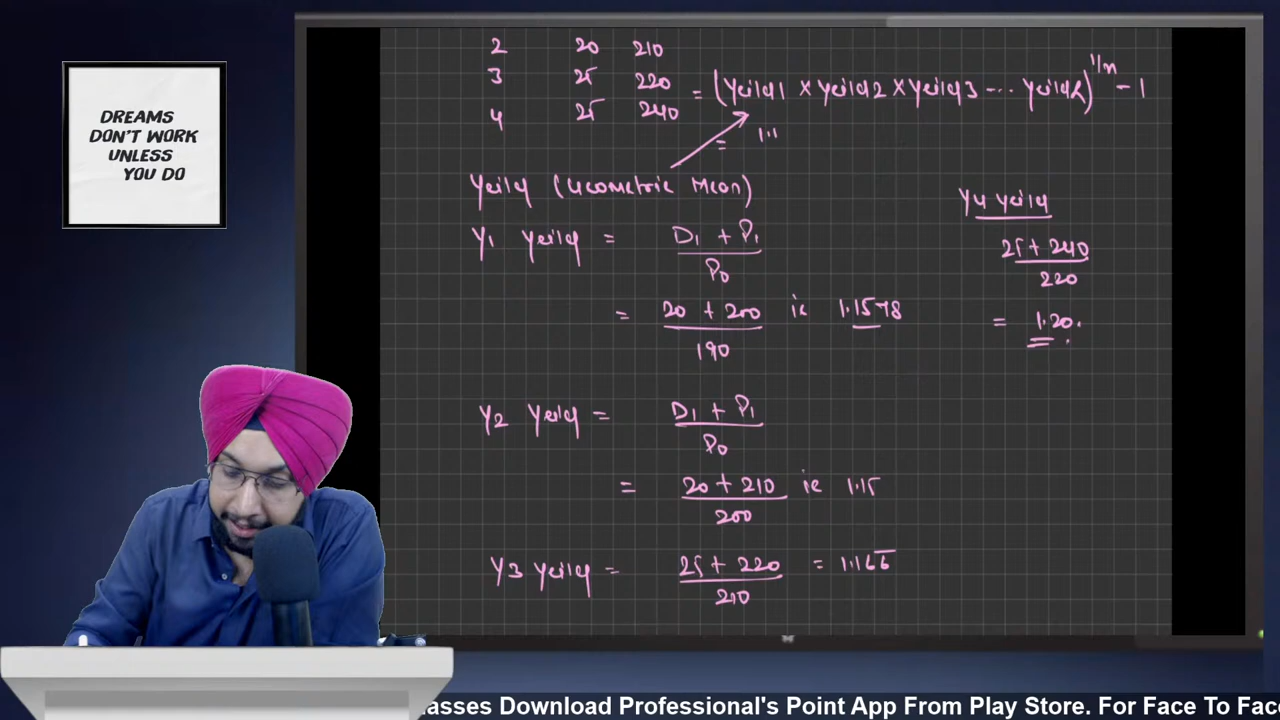 DREAMS
DON'T WORK
UNLESS
YOU DO
2 20 210
3 25 220
4 25 240
= (Yeild1 × Yeild2 × Yeild3 --... Yeild)^1/n - 1
= 1.1
Yeild (Geometric Mean)
Y1 Yeild = D1 + P1
P0
= 20 + 200 ie 1.1578
190
Y2 Yeild = D1 + P1
P0
= 20 + 210 ie 1.15
200
Y3 Yeild = 25 + 220 = 1.166
210
Y4 Yeild
25 + 240
220
= 1.20.
asses Download Professional's Point App From Play Store. For Face To Fac